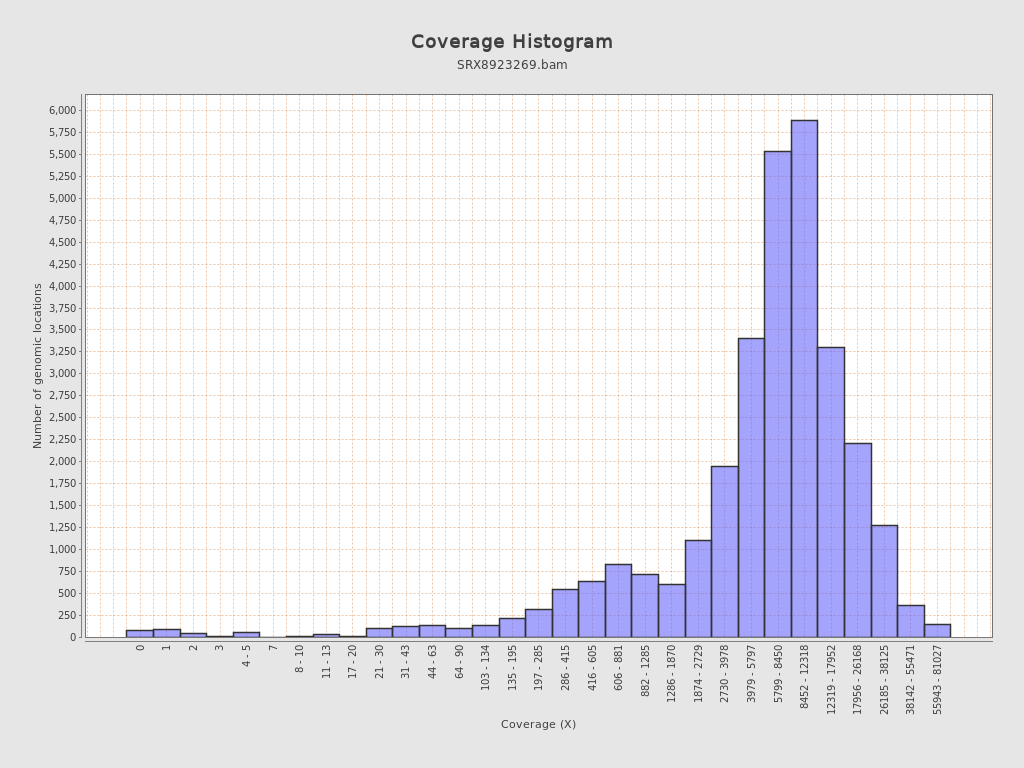 Coverage Histogram
SRX8923269.bam
6,000
5,750
5,500
5,250
5,000
4,750
4,500
4,250
4,000
3,750
3,500
3,250
3,000
2,750
2,500
2,250
2,000
1,750
1,500
1,250
1,000
750
500
250
0
Number of genomic locations
0
1
2
3
4 - 5
7
8 - 10
11 - 13
17 - 20
21 - 30
31 - 43
44 - 63
64 - 90
103 - 134
135 - 195
197 - 285
286 - 415
416 - 605
606 - 881
882 - 1285
1286 - 1870
1874 - 2729
2730 - 3978
3979 - 5797
5799 - 8450
8452 - 12318
12319 - 17952
17956 - 26168
26185 - 38125
38142 - 55471
55943 - 81027
Coverage (X)